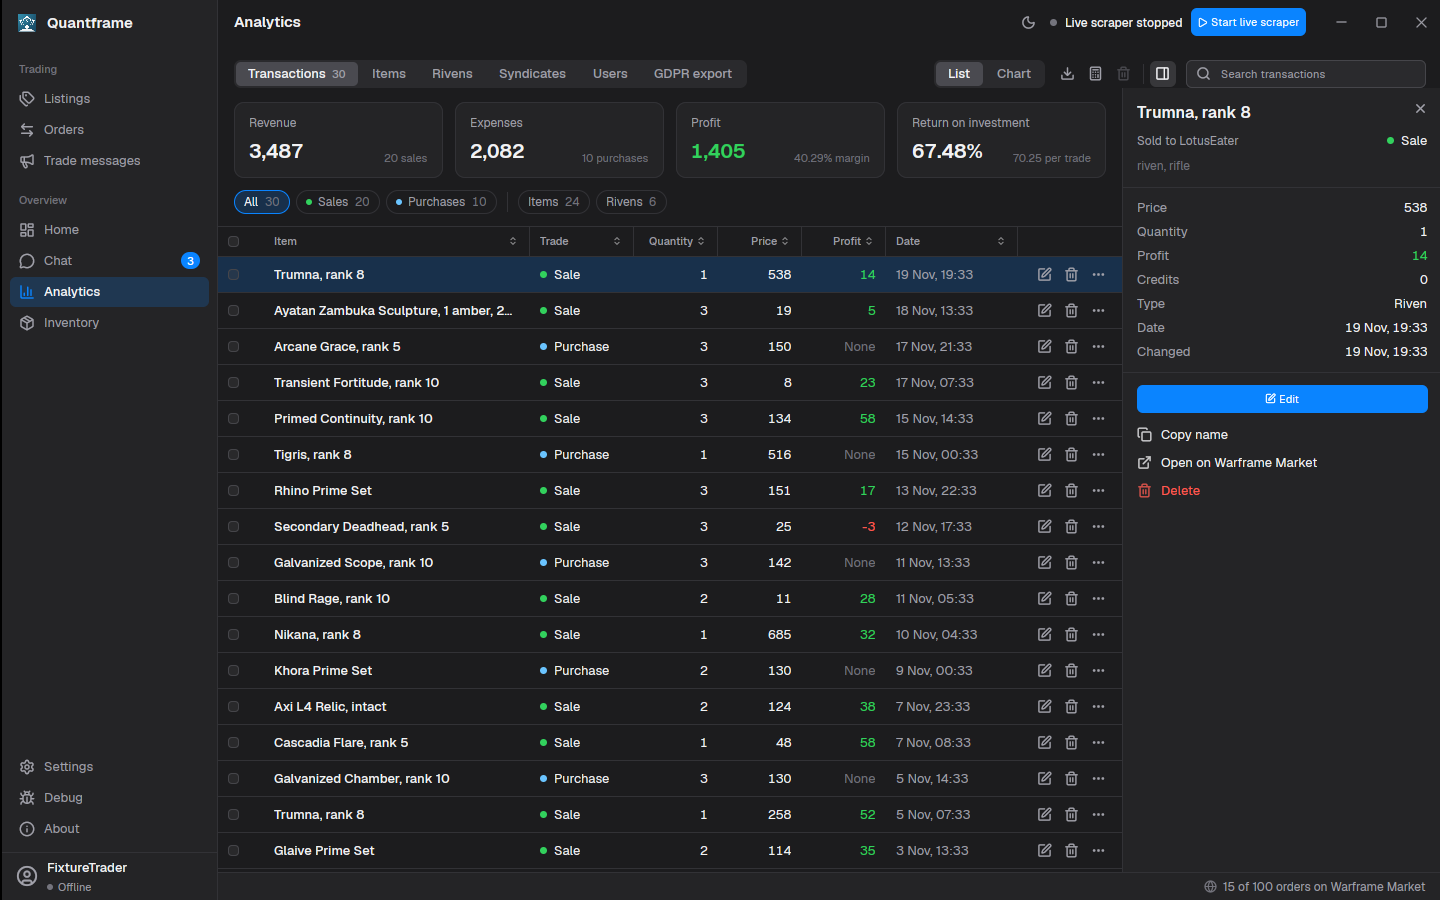 Quantframe
Trading
Listings
Orders
Trade messages
Overview
Home
Chat 3
Analytics
Inventory
Settings
Debug
About
FixtureTrader
Offline
Analytics
Live scraper stopped
Start live scraper
Transactions 30 Items Rivens Syndicates Users GDPR export
List Chart
Search transactions
Revenue
3,487 20 sales
Expenses
2,082 10 purchases
Profit
1,405 40.29% margin
Return on investment
67.48% 70.25 per trade
All 30 Sales 20 Purchases 10 Items 24 Rivens 6
Item Trade Quantity Price Profit Date
Trumna, rank 8 Sale 1 538 14 19 Nov, 19:33
Ayatan Zambuka Sculpture, 1 amber, 2... Sale 3 19 5 18 Nov, 13:33
Arcane Grace, rank 5 Purchase 3 150 None 17 Nov, 21:33
Transient Fortitude, rank 10 Sale 3 8 23 17 Nov, 07:33
Primed Continuity, rank 10 Sale 3 134 58 15 Nov, 14:33
Tigris, rank 8 Purchase 1 516 None 15 Nov, 00:33
Rhino Prime Set Sale 3 151 17 13 Nov, 22:33
Secondary Deadhead, rank 5 Sale 3 25 -3 12 Nov, 17:33
Galvanized Scope, rank 10 Purchase 3 142 None 11 Nov, 13:33
Blind Rage, rank 10 Sale 2 11 28 11 Nov, 05:33
Nikana, rank 8 Sale 1 685 32 10 Nov, 04:33
Khora Prime Set Purchase 2 130 None 9 Nov, 00:33
Axi L4 Relic, intact Sale 2 124 38 7 Nov, 23:33
Cascadia Flare, rank 5 Sale 1 48 58 7 Nov, 08:33
Galvanized Chamber, rank 10 Purchase 3 130 None 5 Nov, 14:33
Trumna, rank 8 Sale 1 258 52 5 Nov, 07:33
Glaive Prime Set Sale 2 114 35 3 Nov, 13:33
Trumna, rank 8
Sold to LotusEater Sale
riven, rifle
Price 538
Quantity 1
Profit 14
Credits 0
Type Riven
Date 19 Nov, 19:33
Changed 19 Nov, 19:33
Edit
Copy name
Open on Warframe Market
Delete
15 of 100 orders on Warframe Market